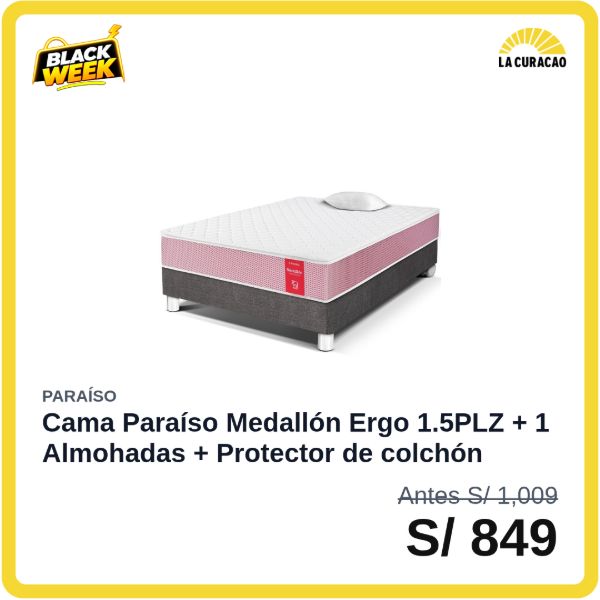 BLACK
WEEK
LA CURACAO
PARAÍSO
Cama Paraíso Medallón Ergo 1.5PLZ + 1
Almohadas + Protector de colchón
Antes S/ 1,009
S/ 849